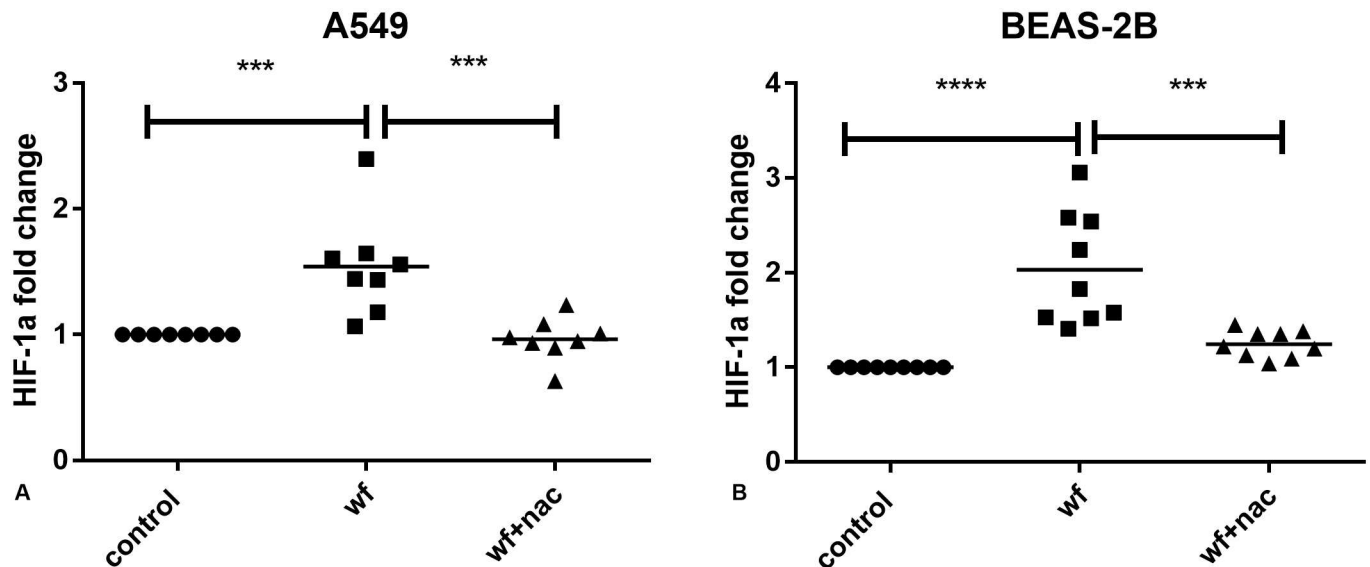 A549
*** ***
3
2
1
0
HIF-1a fold change
control
wf
wf+nac
A
BEAS-2B
**** ***
4
3
2
1
0
HIF-1a fold change
control
wf
wf+nac
B